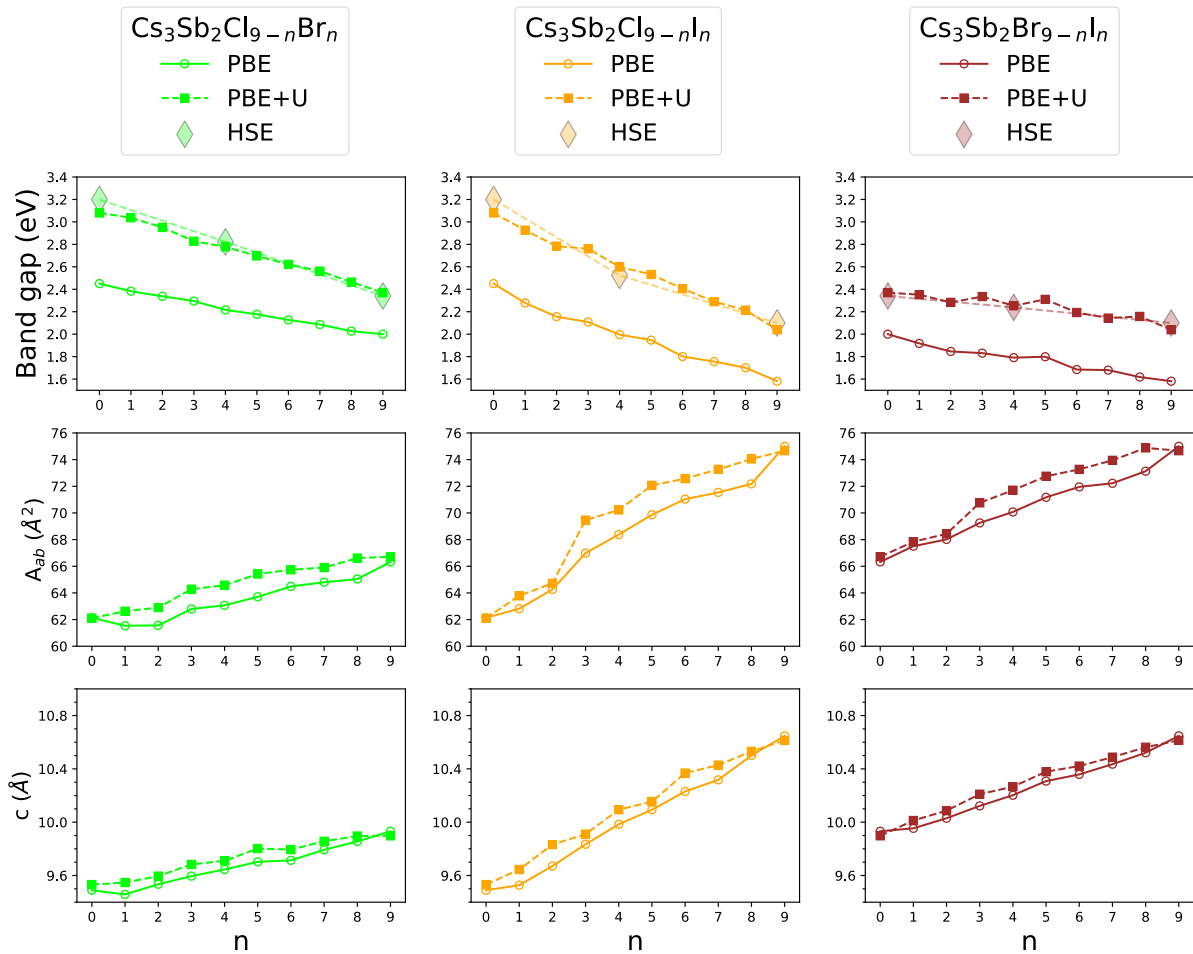 Cs₃Sb₂Cl₉₋ₙBrₙ
PBE
PBE+U
HSE
Cs₃Sb₂Cl₉₋ₙIₙ
PBE
PBE+U
HSE
Cs₃Sb₂Br₉₋ₙIₙ
PBE
PBE+U
HSE
Band gap (eV)
3.4
3.2
3.0
2.8
2.6
2.4
2.2
2.0
1.8
1.6
0 1 2 3 4 5 6 7 8 9
3.4
3.2
3.0
2.8
2.6
2.4
2.2
2.0
1.8
1.6
0 1 2 3 4 5 6 7 8 9
3.4
3.2
3.0
2.8
2.6
2.4
2.2
2.0
1.8
1.6
0 1 2 3 4 5 6 7 8 9
A_ab (Å²)
76
74
72
70
68
66
64
62
60
0 1 2 3 4 5 6 7 8 9
76
74
72
70
68
66
64
62
60
0 1 2 3 4 5 6 7 8 9
76
74
72
70
68
66
64
62
60
0 1 2 3 4 5 6 7 8 9
c (Å)
10.8
10.4
10.0
9.6
0 1 2 3 4 5 6 7 8 9
n
10.8
10.4
10.0
9.6
0 1 2 3 4 5 6 7 8 9
n
10.8
10.4
10.0
9.6
0 1 2 3 4 5 6 7 8 9
n